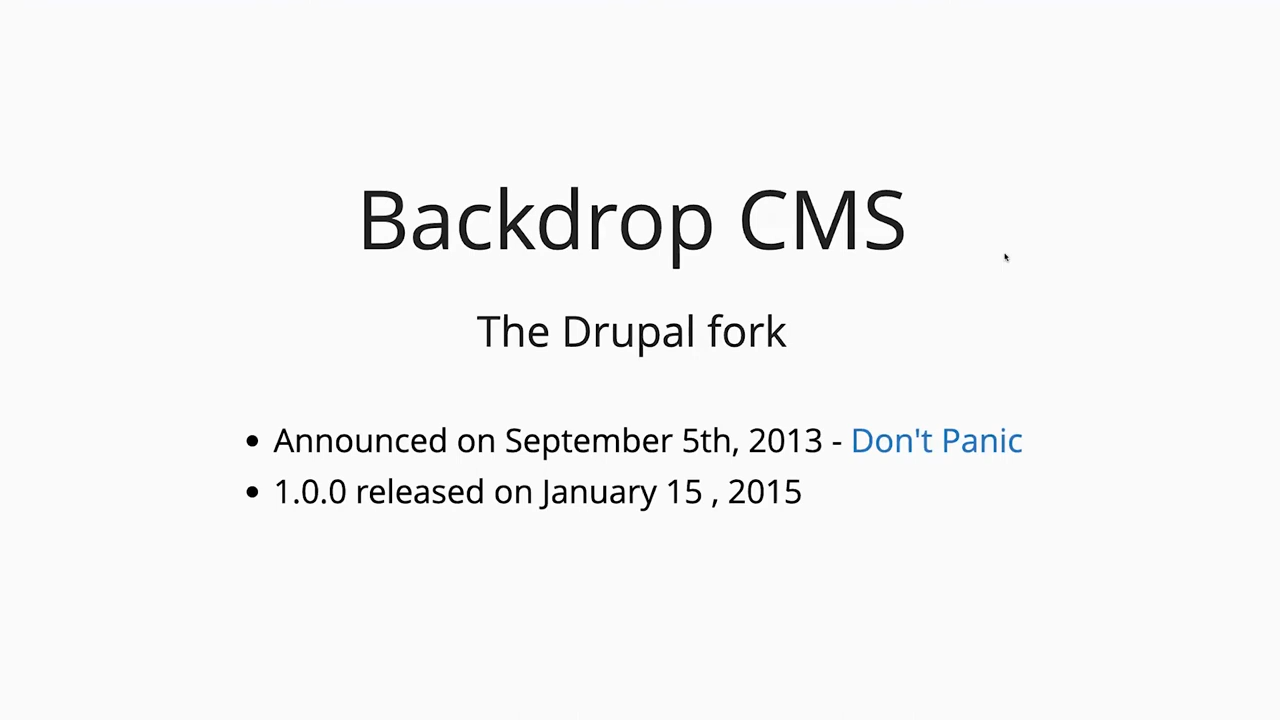 Backdrop CMS
The Drupal fork
• Announced on September 5th, 2013 - Don't Panic
• 1.0.0 released on January 15 , 2015